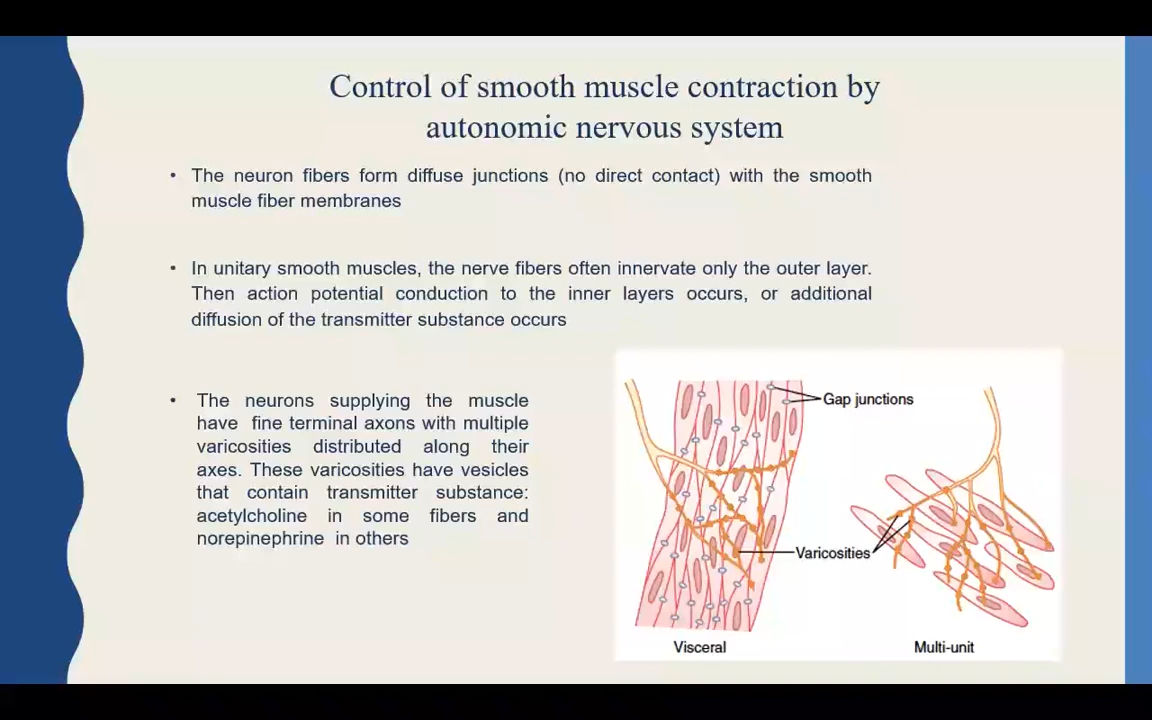 Control of smooth muscle contraction by
autonomic nervous system
• The neuron fibers form diffuse junctions (no direct contact) with the smooth
muscle fiber membranes
• In unitary smooth muscles, the nerve fibers often innervate only the outer layer.
Then action potential conduction to the inner layers occurs, or additional
diffusion of the transmitter substance occurs
• The neurons supplying the muscle
have fine terminal axons with multiple
varicosities distributed along their
axes. These varicosities have vesicles
that contain transmitter substance:
acetylcholine in some fibers and
norepinephrine in others
Gap junctions
Varicosities
Visceral
Multi-unit